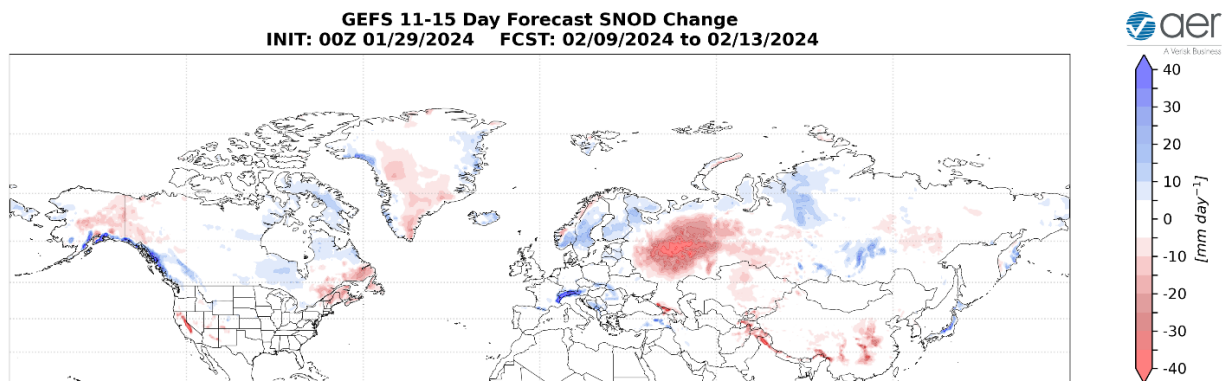 GEFS 11-15 Day Forecast SNOD Change
INIT: 00Z 01/29/2024    FCST: 02/09/2024 to 02/13/2024
aer
A Verisk Business
40
30
20
10
0
-10
-20
-30
-40
[mm day⁻¹]